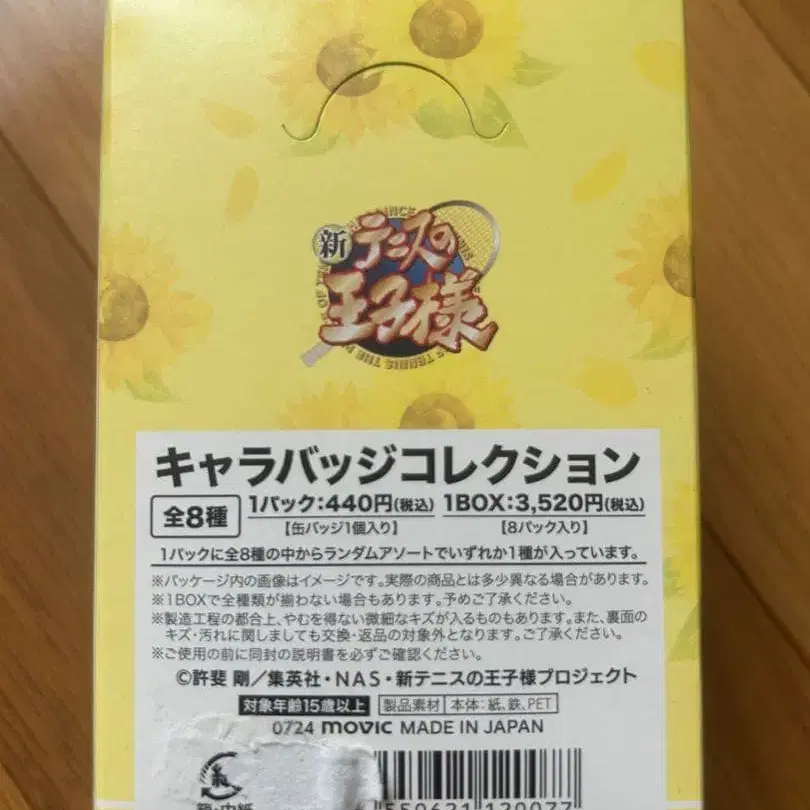 新 テニスの
王子様
キャラバッジコレクション
全8種 1パック:440円(税込) 1BOX:3,520円(税込)
【缶バッジ1個入り】 【8パック入り】
1パックに全8種の中からランダムアソートでいずれか1種が入っています。
※パッケージ内の画像はイメージです。実際の商品とは多少異なる場合があります。
※1BOXで全種類が揃わない場合もあります。予めご了承ください。
※製造工程の都合上、やむを得ない微細なキズが入るものもあります。また、裏面の
キズ・汚れに関しましても交換・返品の対象外となります。ご了承ください。
※ご使用の前に同封の説明書を必ずご確認ください。
©許斐 剛/集英社・NAS・新テニスの王子様プロジェクト
対象年齢15歳以上 製品素材 本体:紙、鉄、PET
0724 movic MADE IN JAPAN
紙